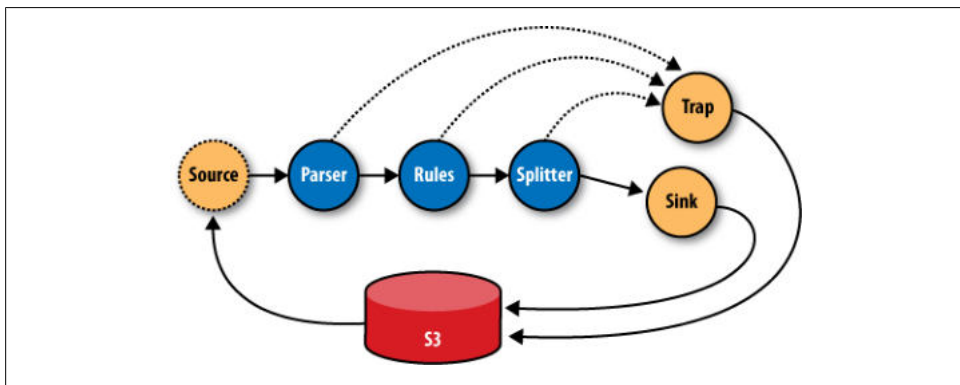 Trap
Source
Parser
Rules
Splitter
Sink
S3